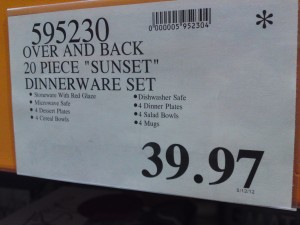 595230
0000005952304
*
OVER AND BACK
20 PIECE "SUNSET"
DINNERWARE SET
• Stoneware With Red Glaze
• Microwave Safe
• 4 Dessert Plates
• 4 Cereal Bowls
• Dishwasher Safe
• 4 Dinner Plates
• 4 Salad Bowls
• 4 Mugs
39.97